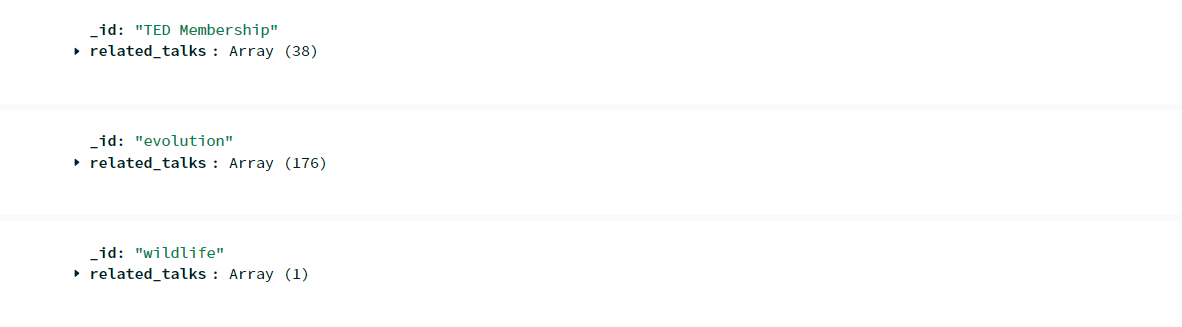 _id: "TED Membership"
related_talks : Array (38)
_id: "evolution"
related_talks : Array (176)
_id: "wildlife"
related_talks : Array (1)